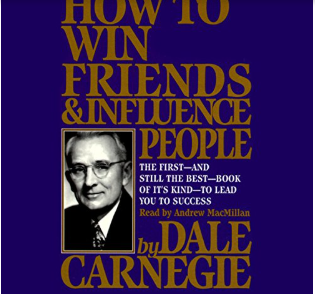 HOW TO
WIN
FRIENDS
& INFLUENCE
PEOPLE
THE FIRST—AND
STILL THE BEST—BOOK
OF IT'S KIND—TO LEAD
YOU TO SUCCESS
Read by Andrew MacMillan
by DALE
CARNEGIE